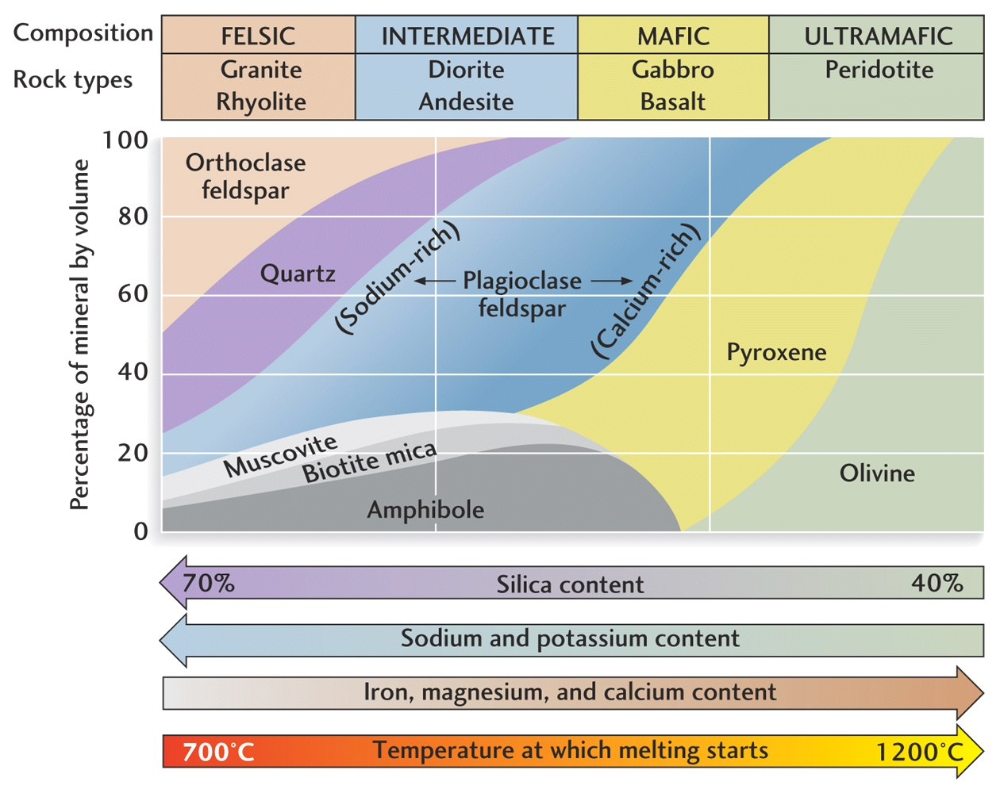 Composition
FELSIC
INTERMEDIATE
MAFIC
ULTRAMAFIC
Rock types
Granite
Rhyolite
Diorite
Andesite
Gabbro
Basalt
Peridotite
Percentage of mineral by volume
100
80
60
40
20
0
Orthoclase
feldspar
Quartz
(Sodium-rich)
Plagioclase
feldspar
(Calcium-rich)
Pyroxene
Muscovite
Biotite mica
Amphibole
Olivine
70%
Silica content
40%
Sodium and potassium content
Iron, magnesium, and calcium content
700°C
Temperature at which melting starts
1200°C